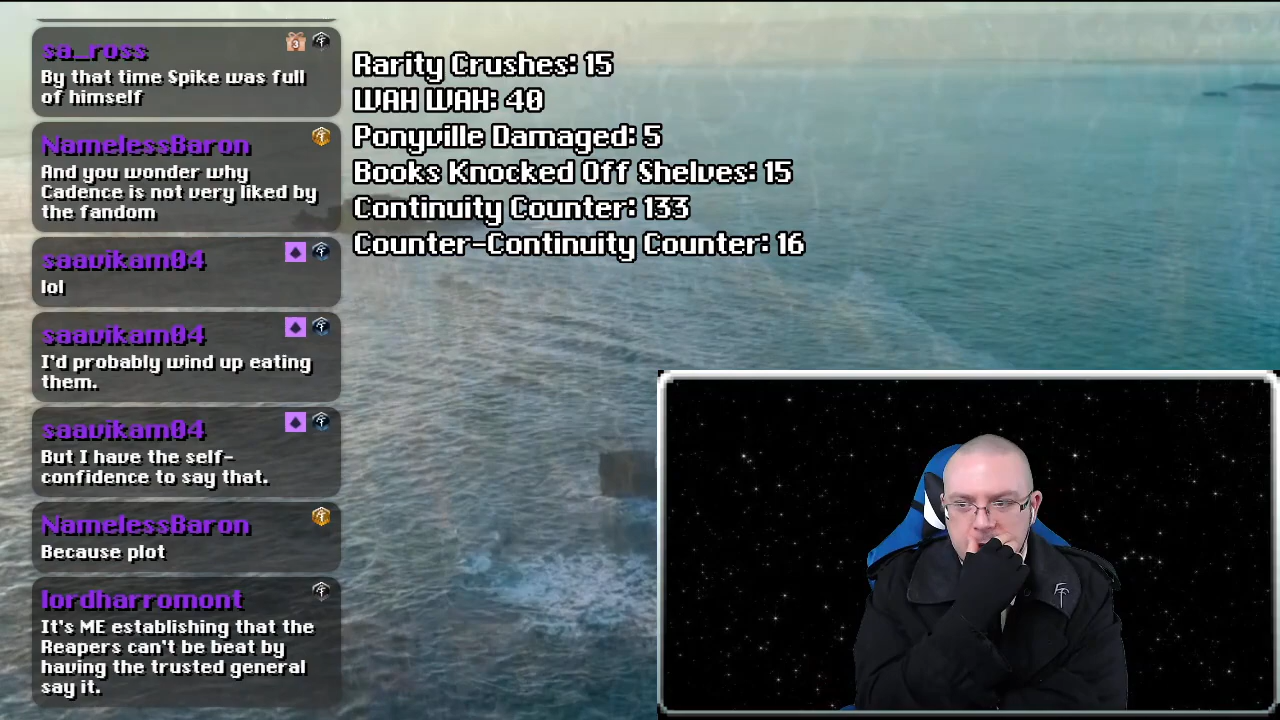 sa_ross
By that time Spike was full
of himself
NamelessBaron
And you wonder why
Cadence is not very liked by
the fandom
saavikam04
lol
saavikam04
I'd probably wind up eating
them.
saavikam04
But I have the self-
confidence to say that.
NamelessBaron
Because plot
lordharromont
It's ME establishing that the
Reapers can't be beat by
having the trusted general
say it.
Rarity Crushes: 15
WAH WAH: 40
Ponyville Damaged: 5
Books Knocked Off Shelves: 15
Continuity Counter: 133
Counter-Continuity Counter: 16